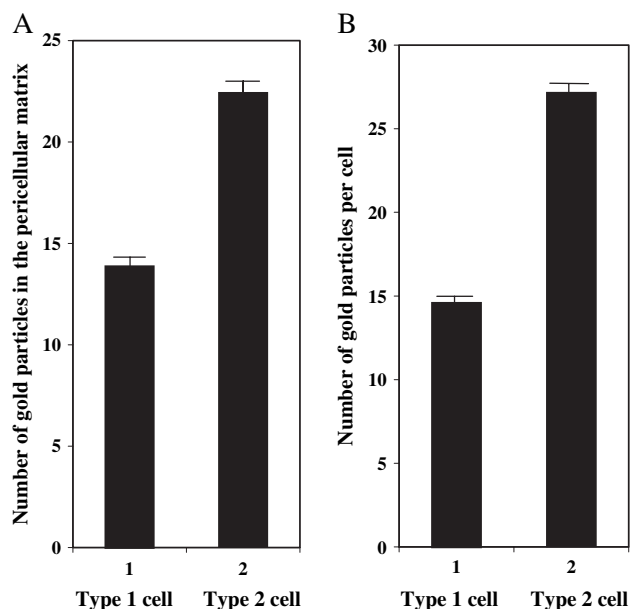 A
Number of gold particles in the pericellular matrix
25
20
15
10
5
0
1 2
Type 1 cell Type 2 cell
B
Number of gold particles per cell
30
25
20
15
10
5
0
1 2
Type 1 cell Type 2 cell